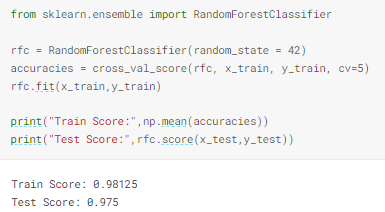 from sklearn.ensemble import RandomForestClassifier
rfc = RandomForestClassifier(random_state = 42)
accuracies = cross_val_score(rfc, x_train, y_train, cv=5)
rfc.fit(x_train,y_train)
print("Train Score:",np.mean(accuracies))
print("Test Score:",rfc.score(x_test,y_test))
Train Score: 0.98125
Test Score: 0.975